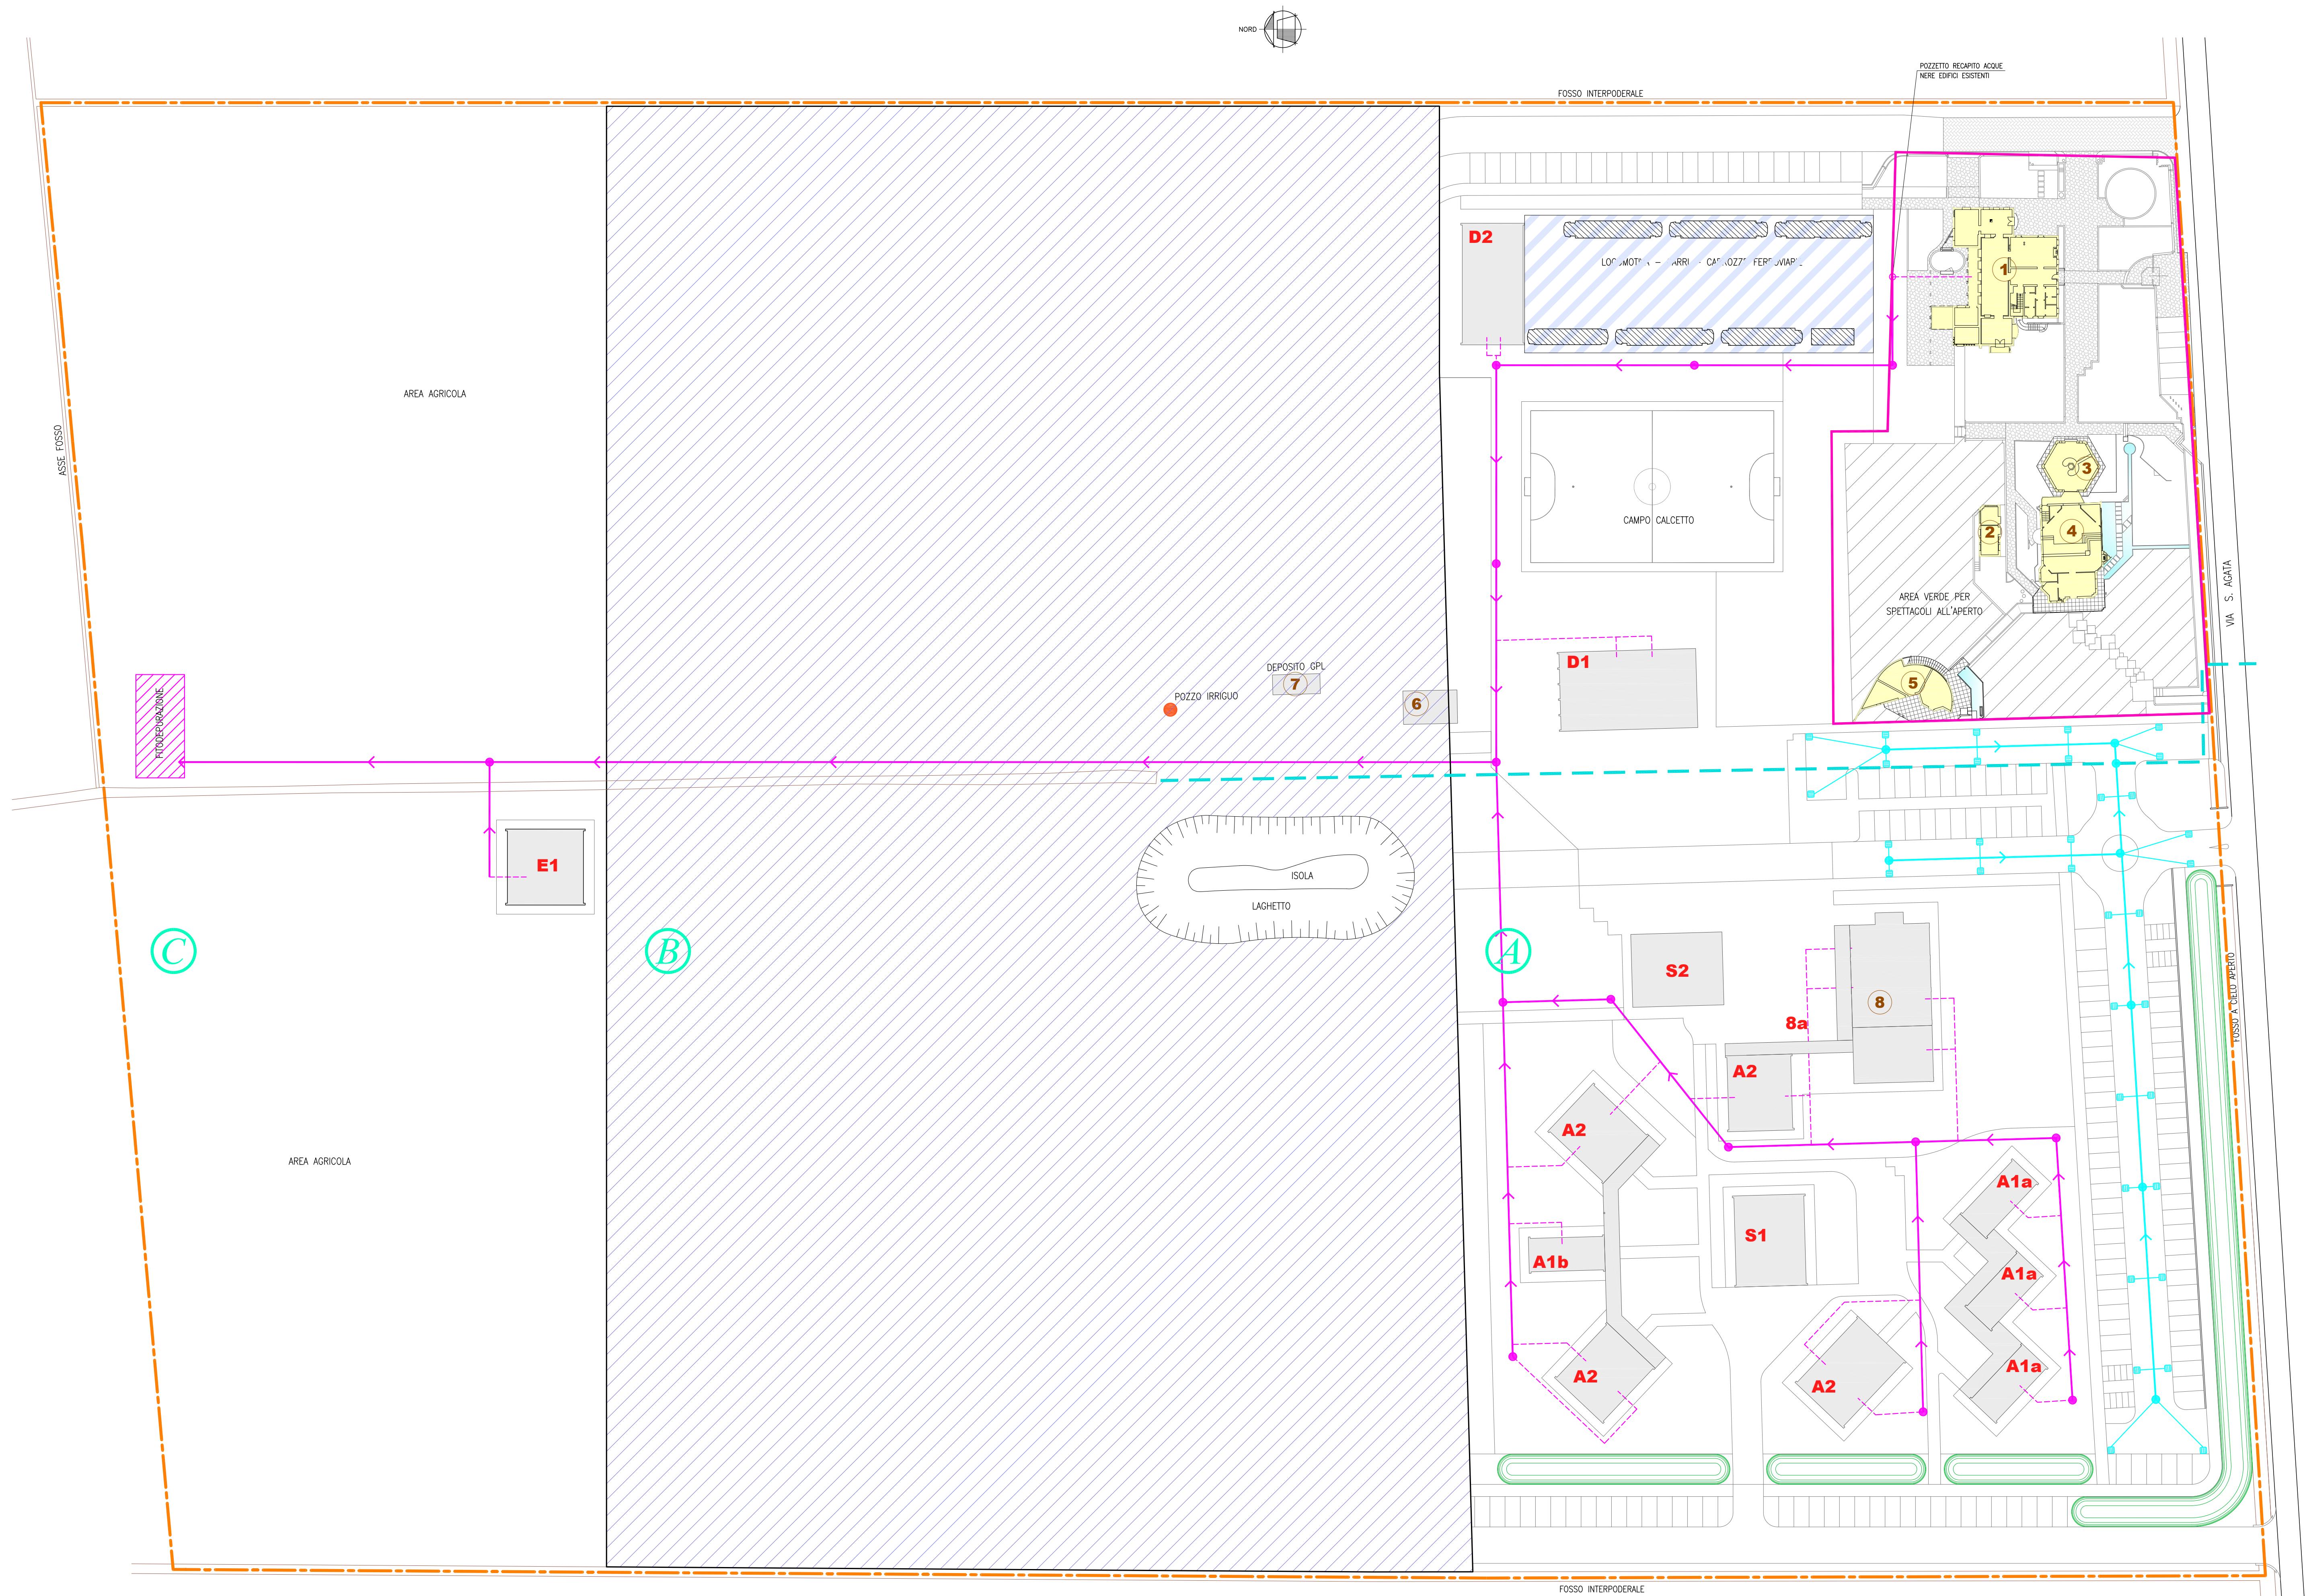 NORD
POZZETTO RECAPITO ACQUE
NERE EDIFICI ESISTENTI
FOSSO INTERPODERALE
D2
1
AREA AGRICOLA
ASSE FOSSO
3
2
4
CAMPO CALCETTO
VIA S. AGATA
AREA VERDE PER
SPETTACOLI ALL'APERTO
D1
DEPOSITO GPL
7
POZZO IRRIGUO
6
5
FITODEPURAZIONE
E1
ISOLA
LAGHETTO
C
B
A
S2
8
8a
FOSSO A CIELO APERTO
A2
A2
AREA AGRICOLA
A1a
S1
A1b
A1a
A2
A2
A1a
FOSSO INTERPODERALE